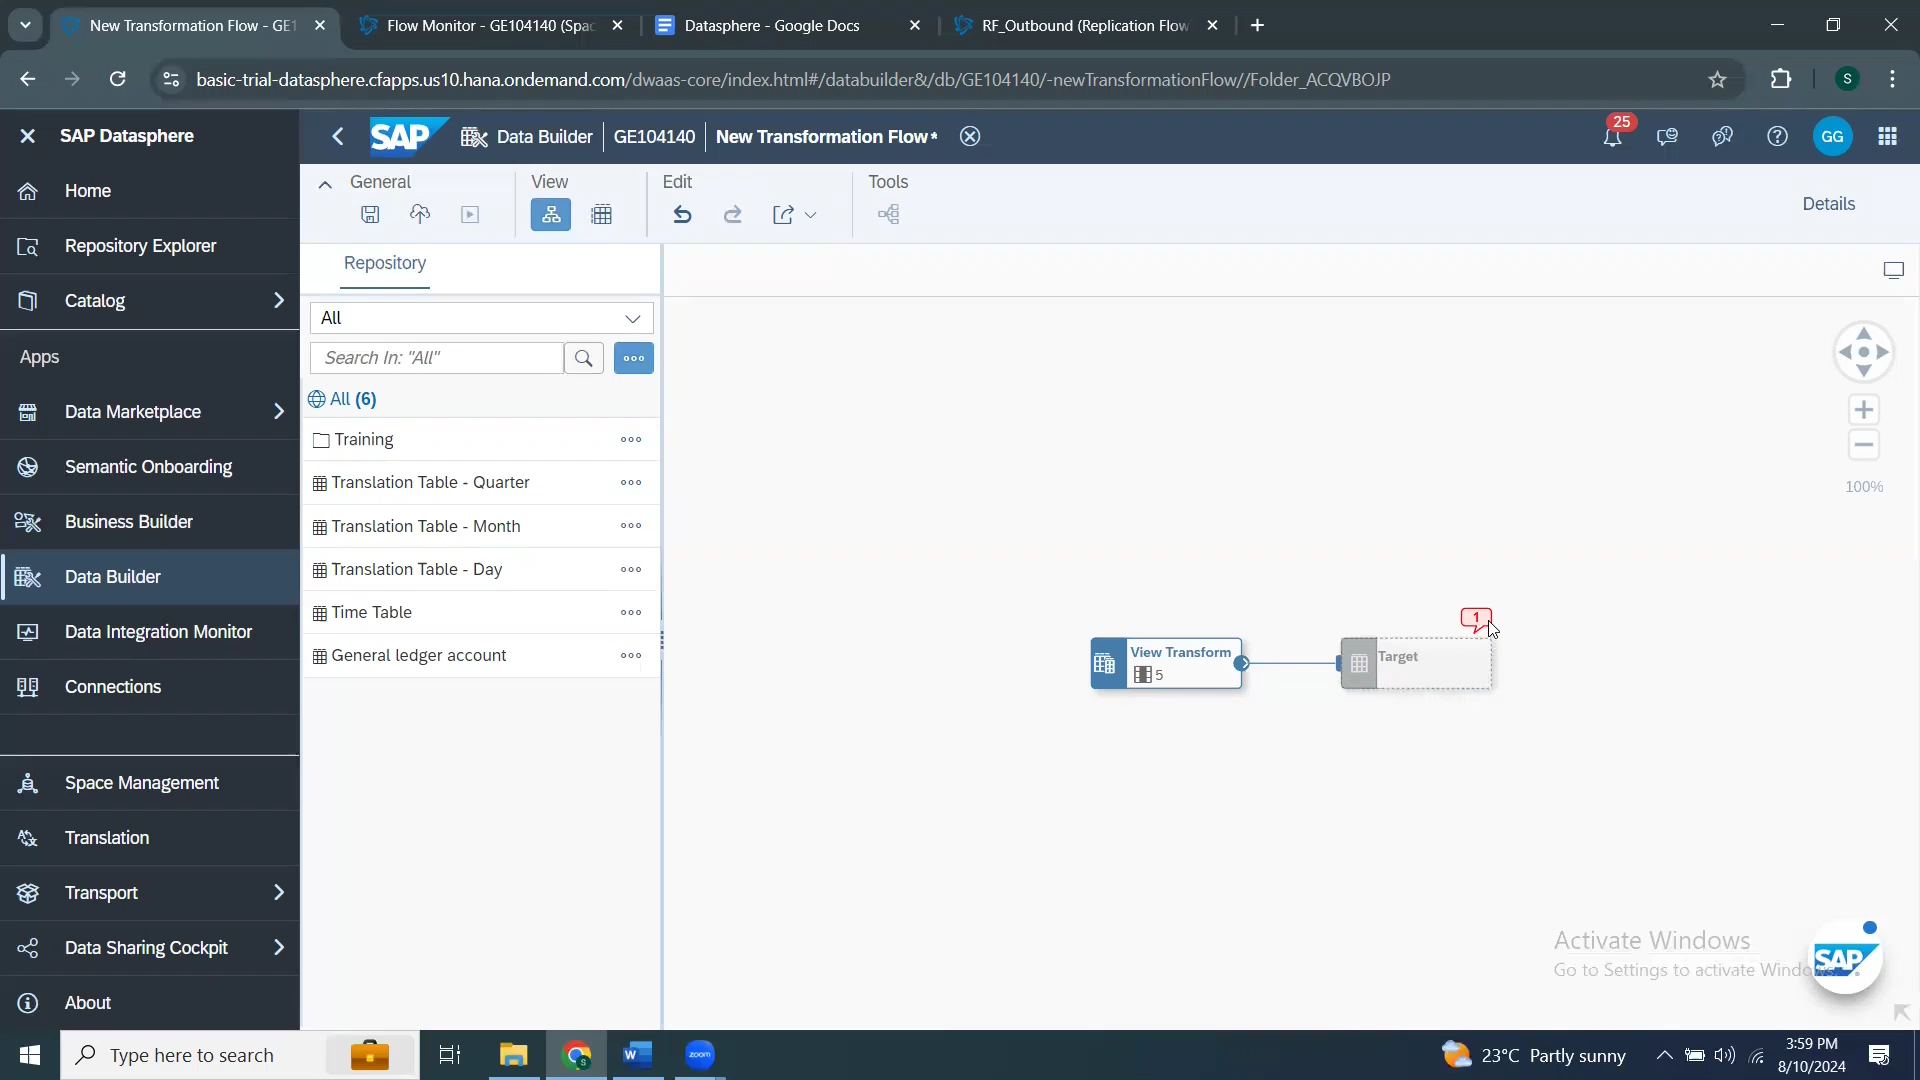 New Transformation Flow - GE1
Flow Monitor - GE104140 (Spac
Datasphere - Google Docs
RF_Outbound (Replication Flow
basic-trial-datasphere.cfapps.us10.hana.ondemand.com/dwaas-core/index.html#/databuilder&/db/GE104140/-newTransformationFlow//Folder_ACQVBOJP
S
SAP Datasphere
SAP
Data Builder
GE104140
New Transformation Flow*
25
GG
Home
Repository Explorer
Catalog
Apps
Data Marketplace
Semantic Onboarding
Business Builder
Data Builder
Data Integration Monitor
Connections
Space Management
Translation
Transport
Data Sharing Cockpit
About
General
View
Edit
Tools
Details
Repository
All
Search In: "All"
All (6)
Training
Translation Table - Quarter
Translation Table - Month
Translation Table - Day
Time Table
General ledger account
100%
1
View Transform
5
Target
Activate Windows
Go to Settings to activate Windows.
SAP
Type here to search
zoom
23°C Partly sunny
3:59 PM
8/10/2024